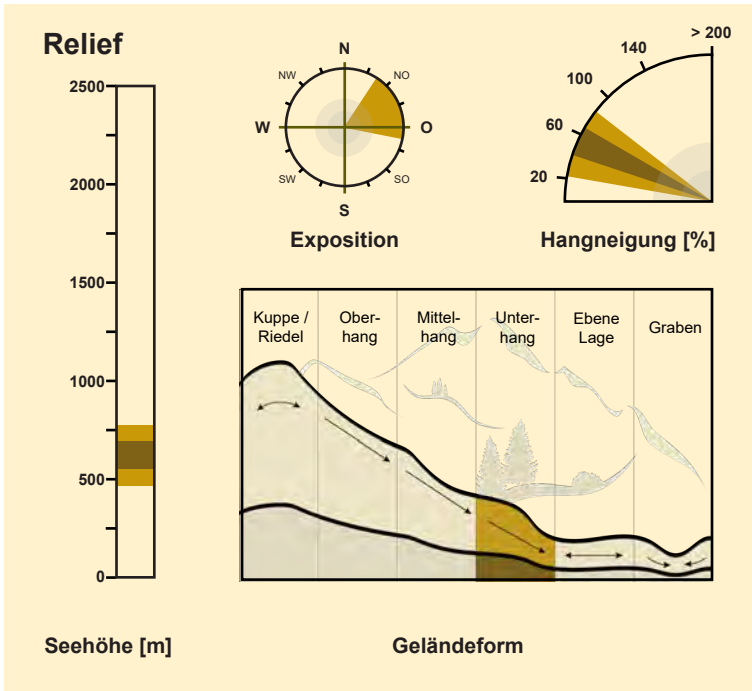 Relief
2500
2000
1500
1000
500
0
Seehöhe [m]
N
NW
NO
W
O
SW
SO
S
Exposition
> 200
140
100
60
20
Hangneigung [%]
Kuppe /
Riedel
Ober-
hang
Mittel-
hang
Unter-
hang
Ebene
Lage
Graben
Geländeform